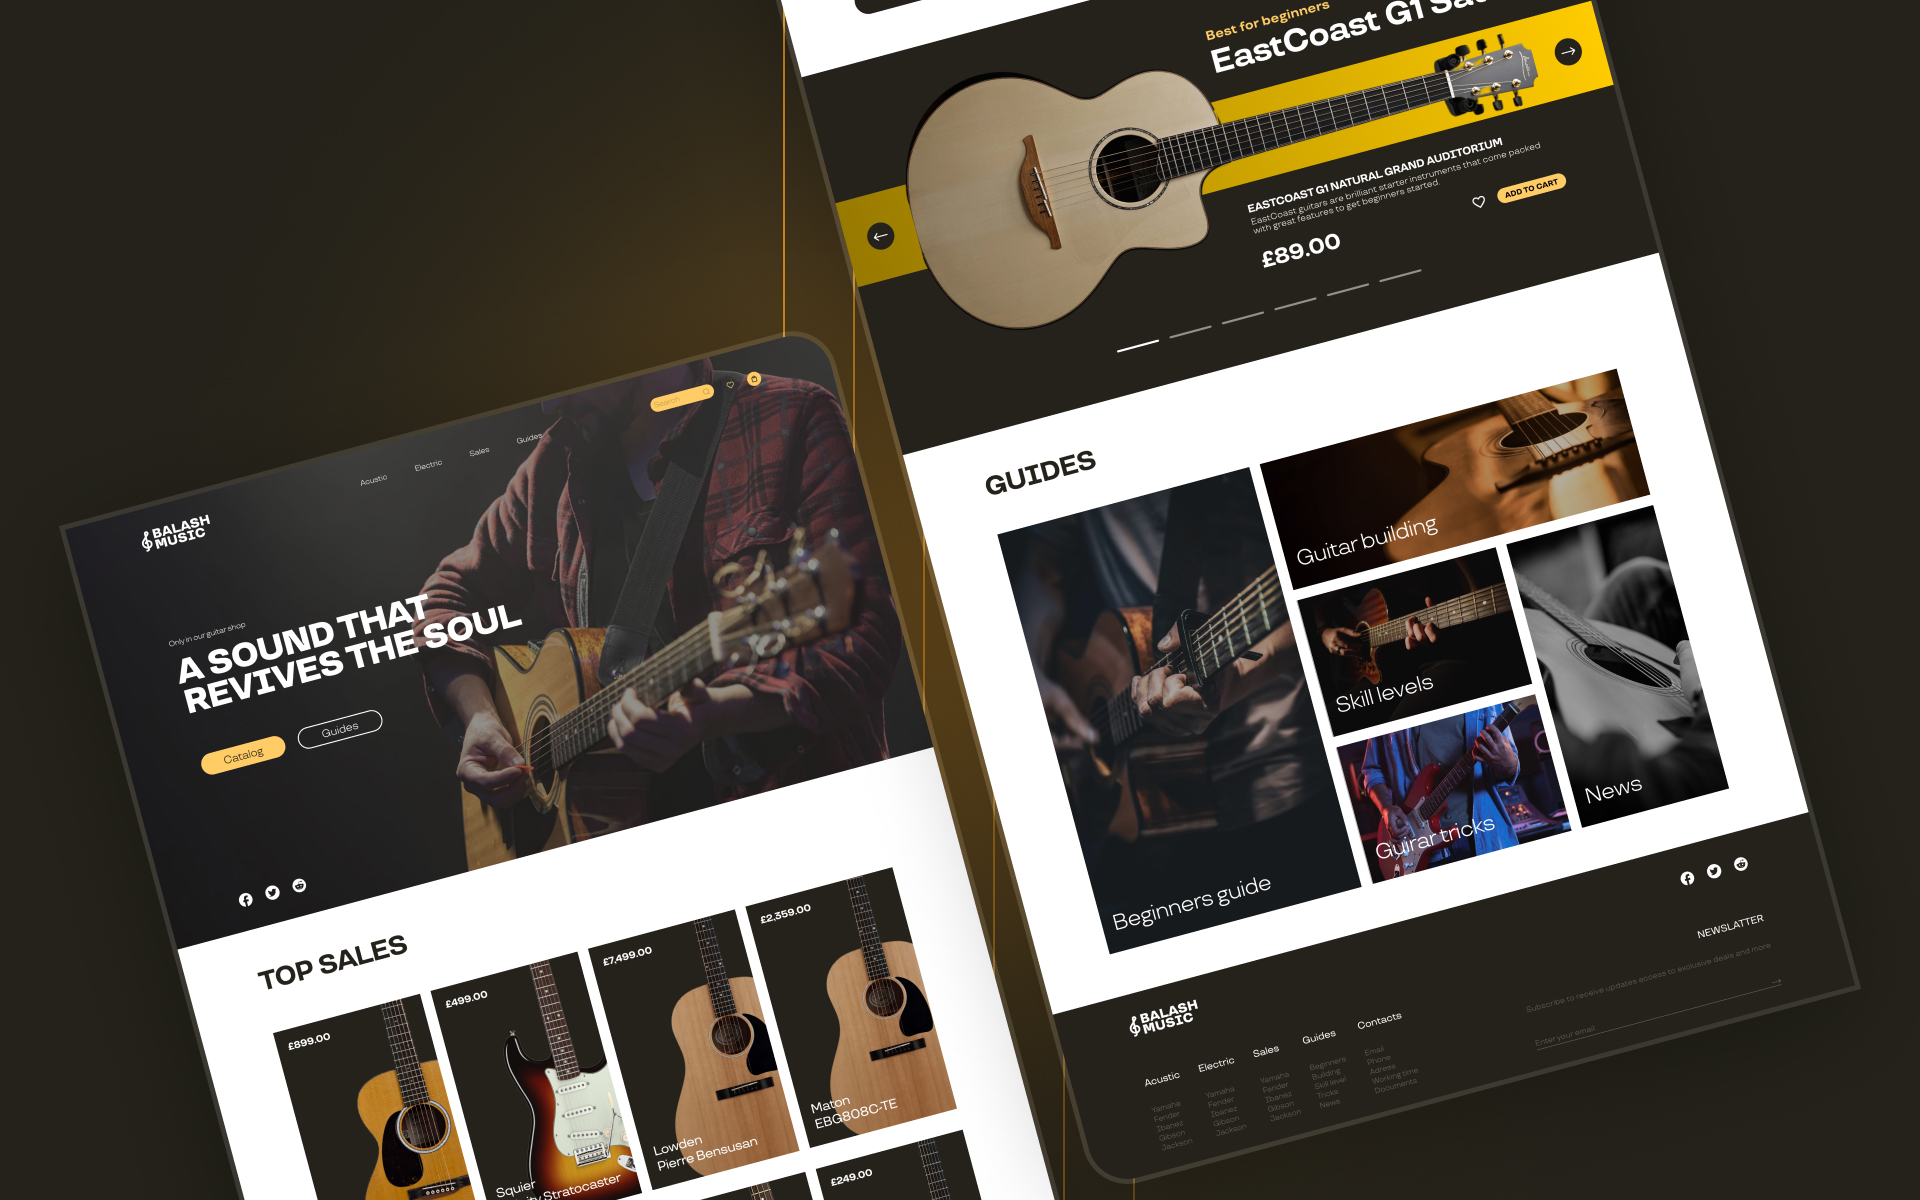 Acustic
Electric
Sales
Guides
Search
BALASH
MUSIC
Only in our guitar shop
A SOUND THAT
REVIVES THE SOUL
Catalog
Guides
TOP SALES
£899.00
£499.00
Squier
Stratocaster
£7,499.00
Lowden
Pierre Bensusan
£2,359.00
Maton
EBG808C-TE
£249.00
Best for beginners
EastCoast G1
EASTCOAST G1 NATURAL GRAND AUDITORIUM
EastCoast guitars are brilliant starter instruments that come packed
with great features to get beginners started.
ADD TO CART
£89.00
GUIDES
Beginners guide
Guitar building
Skill levels
Guirar tricks
News
BALASH
MUSIC
Acustic
Yamaha
Fender
Ibanez
Gibson
Jackson
Electric
Yamaha
Fender
Ibanez
Gibson
Jackson
Sales
Yamaha
Fender
Ibanez
Gibson
Jackson
Guides
Beginners
Building
Skill level
Tricks
News
Contacts
Email
Phone
Adress
Working time
Documents
NEWSLATTER
Subscribe to receive updates access to exclusive deals and more
Enter your email